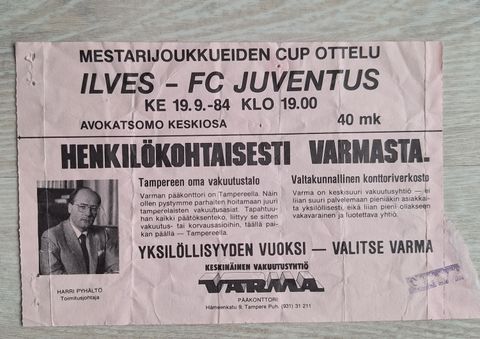 MESTARIJOUKKUEIDEN CUP OTTELU
ILVES – FC JUVENTUS
KE 19.9.-84 KLO 19.00
AVOKATSOMO KESKIOSA 40 mk
HENKILÖKOHTAISESTI VARMASTA.
Tampereen oma vakuutustalo
Varman pääkonttori on Tampereella. Näin
ollen pystymme parhaiten hoitamaan juuri
tamperelaisten vakuutusasiat. Tapahtuu-
han kaikki päätöksenteko, liittyy se sitten
vakuutus- tai korvausasioihin, täällä pai-
kan päällä — Tampereella.
Valtakunnallinen konttoriverkosto
Varma on keskisuuri vakuutusyhtiö — ei
liian suuri palvelemaan pieniäkin asiakkai-
ta yksilöllisesti, eikä liian pieni ollakseen
vakavarainen ja luotettava yhtiö.
YKSILÖLLISYYDEN VUOKSI — VALITSE VARMA
KESKINÄINEN VAKUUTUSYHTIÖ
VARMA
PÄÄKONTTORI:
Hämeenkatu 9, Tampere Puh. (931) 31 211
HARRI PYHÄLTÖ
Toimitusjohtaja